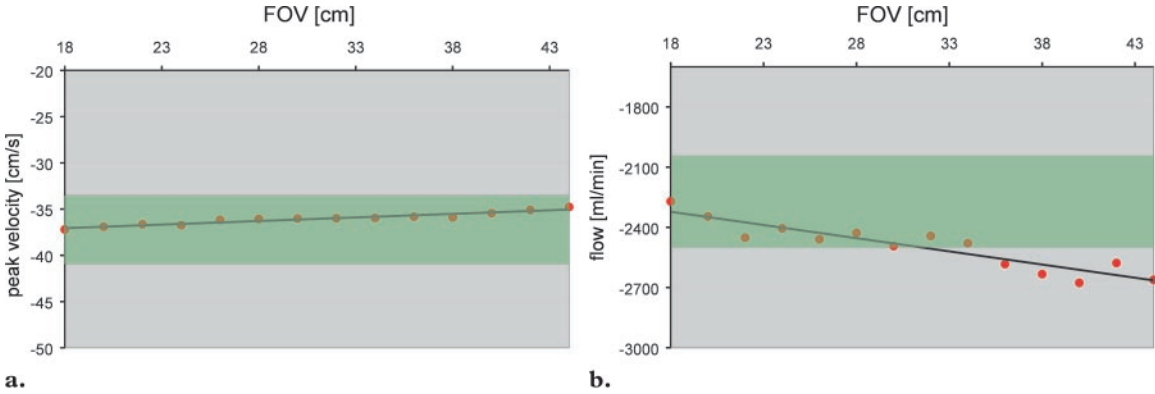 FOV [cm]
18 23 28 33 38 43
-20
-25
-30
-35
-40
-45
-50
peak velocity [cm/s]
a.
FOV [cm]
18 23 28 33 38 43
-1800
-2100
-2400
-2700
-3000
flow [ml/min]
b.